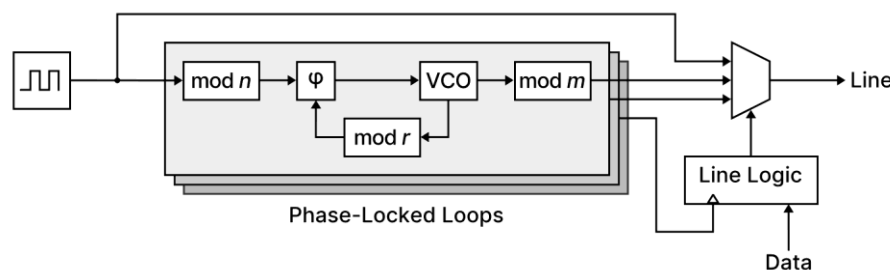 mod n
φ
VCO
mod m
Line
mod r
Line Logic
Phase-Locked Loops
Data